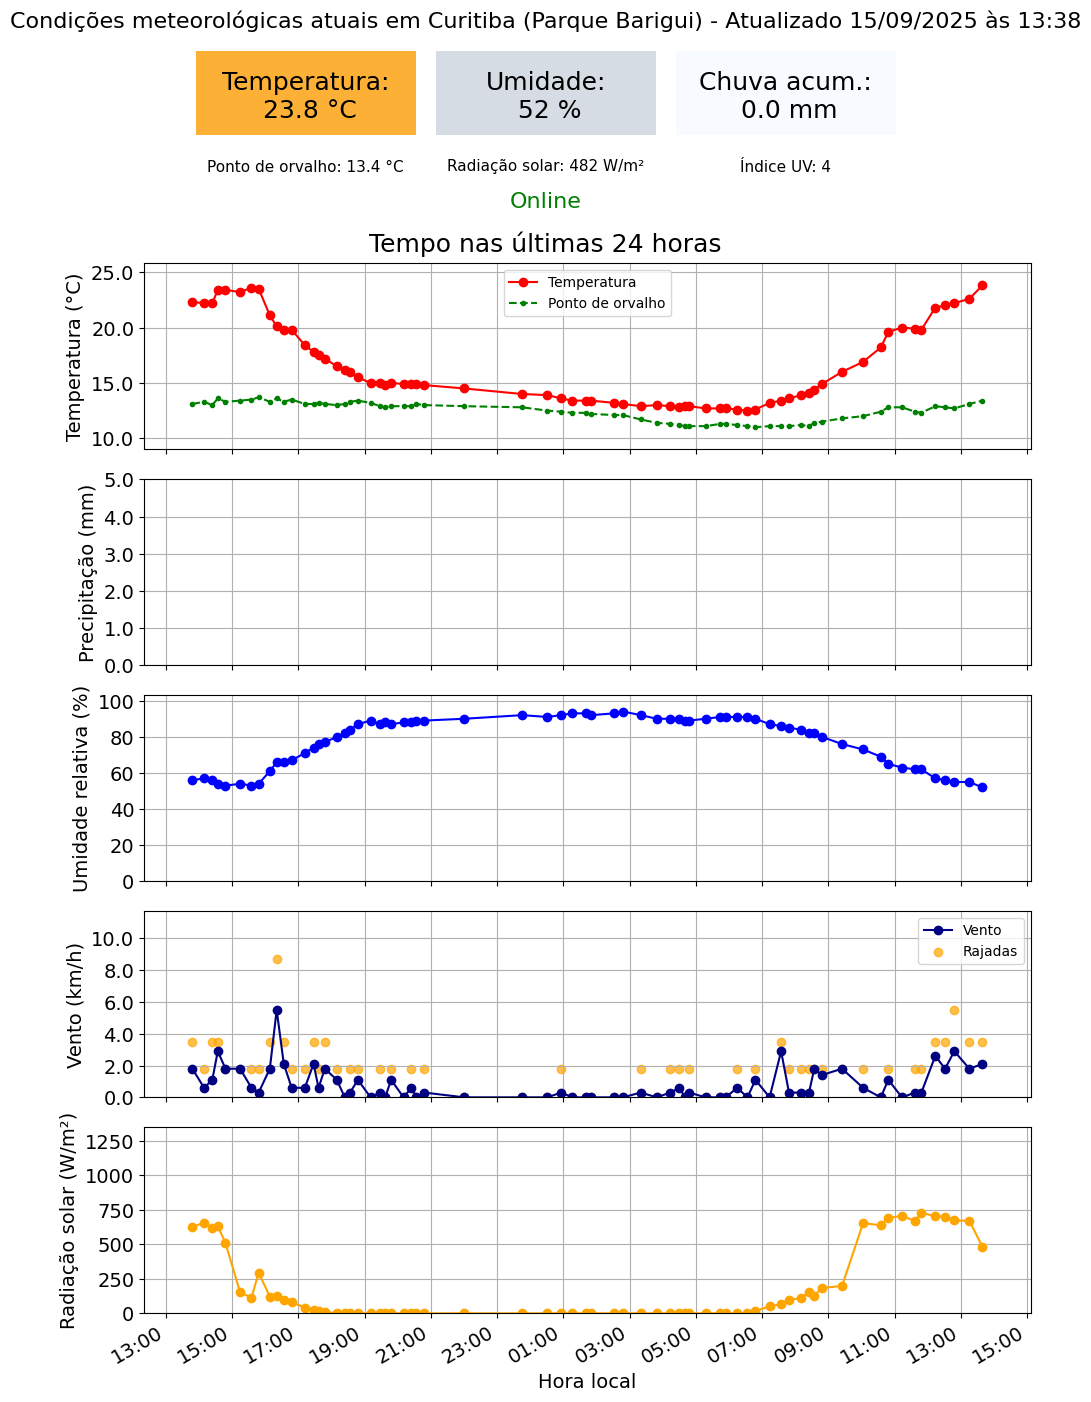 Condições meteorológicas atuais em Curitiba (Parque Barigui) - Atualizado 15/09/2025 às 13:38
Temperatura:
23.8 °C
Umidade:
52 %
Chuva acum.:
0.0 mm
Ponto de orvalho: 13.4 °C
Radiação solar: 482 W/m²
Índice UV: 4
Online
Tempo nas últimas 24 horas
Temperatura (°C)
25.0
20.0
15.0
10.0
Temperatura
Ponto de orvalho
Precipitação (mm)
5.0
4.0
3.0
2.0
1.0
0.0
Umidade relativa (%)
100
80
60
40
20
0
Vento (km/h)
10.0
8.0
6.0
4.0
2.0
0.0
Vento
Rajadas
Radiação solar (W/m²)
1250
1000
750
500
250
0
13:00
15:00
17:00
19:00
21:00
23:00
01:00
03:00
05:00
07:00
09:00
11:00
13:00
15:00
Hora local